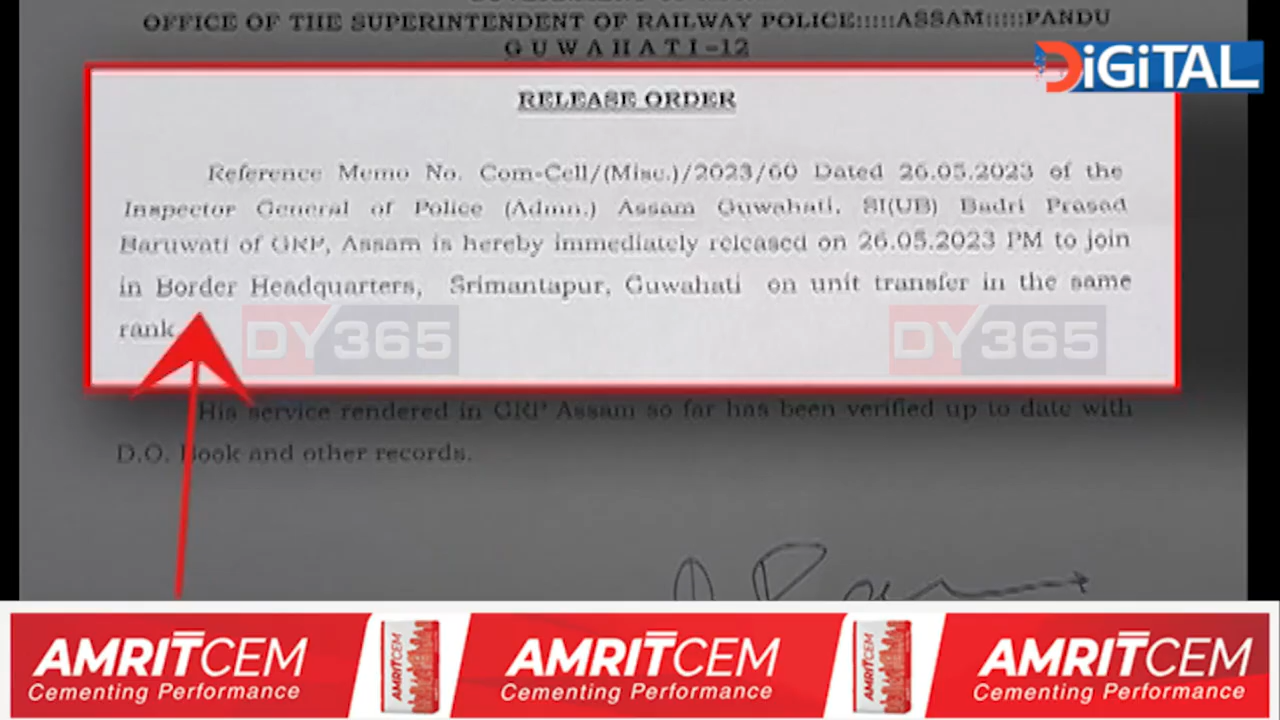 OFFICE OF THE SUPERINTENDENT OF RAILWAY POLICE:::::ASSAM:::::PANDU
GUWAHATI-12
DiGiTAL
RELEASE ORDER
Reference Memo No. Com-Cell/(Misc.)/2023/60 Dated 26.05.2023 of the
Inspector General of Police (Admn.) Assam Guwahati, SI(UB) Badri Prasad
Baruwati of GRP, Assam is hereby immediately released on 26.05.2023 PM to join
in Border Headquarters, Srimantapur, Guwahati on unit transfer in the same
rank
DY365 DY365
His service rendered in GRP Assam so far has been verified up to date with
D.O. Book and other records.
AMRITCEM AMRITCEM AMRITCEM AMRITCEM AMRITCEM
Cementing Performance Cementing Performance Cementing Performance